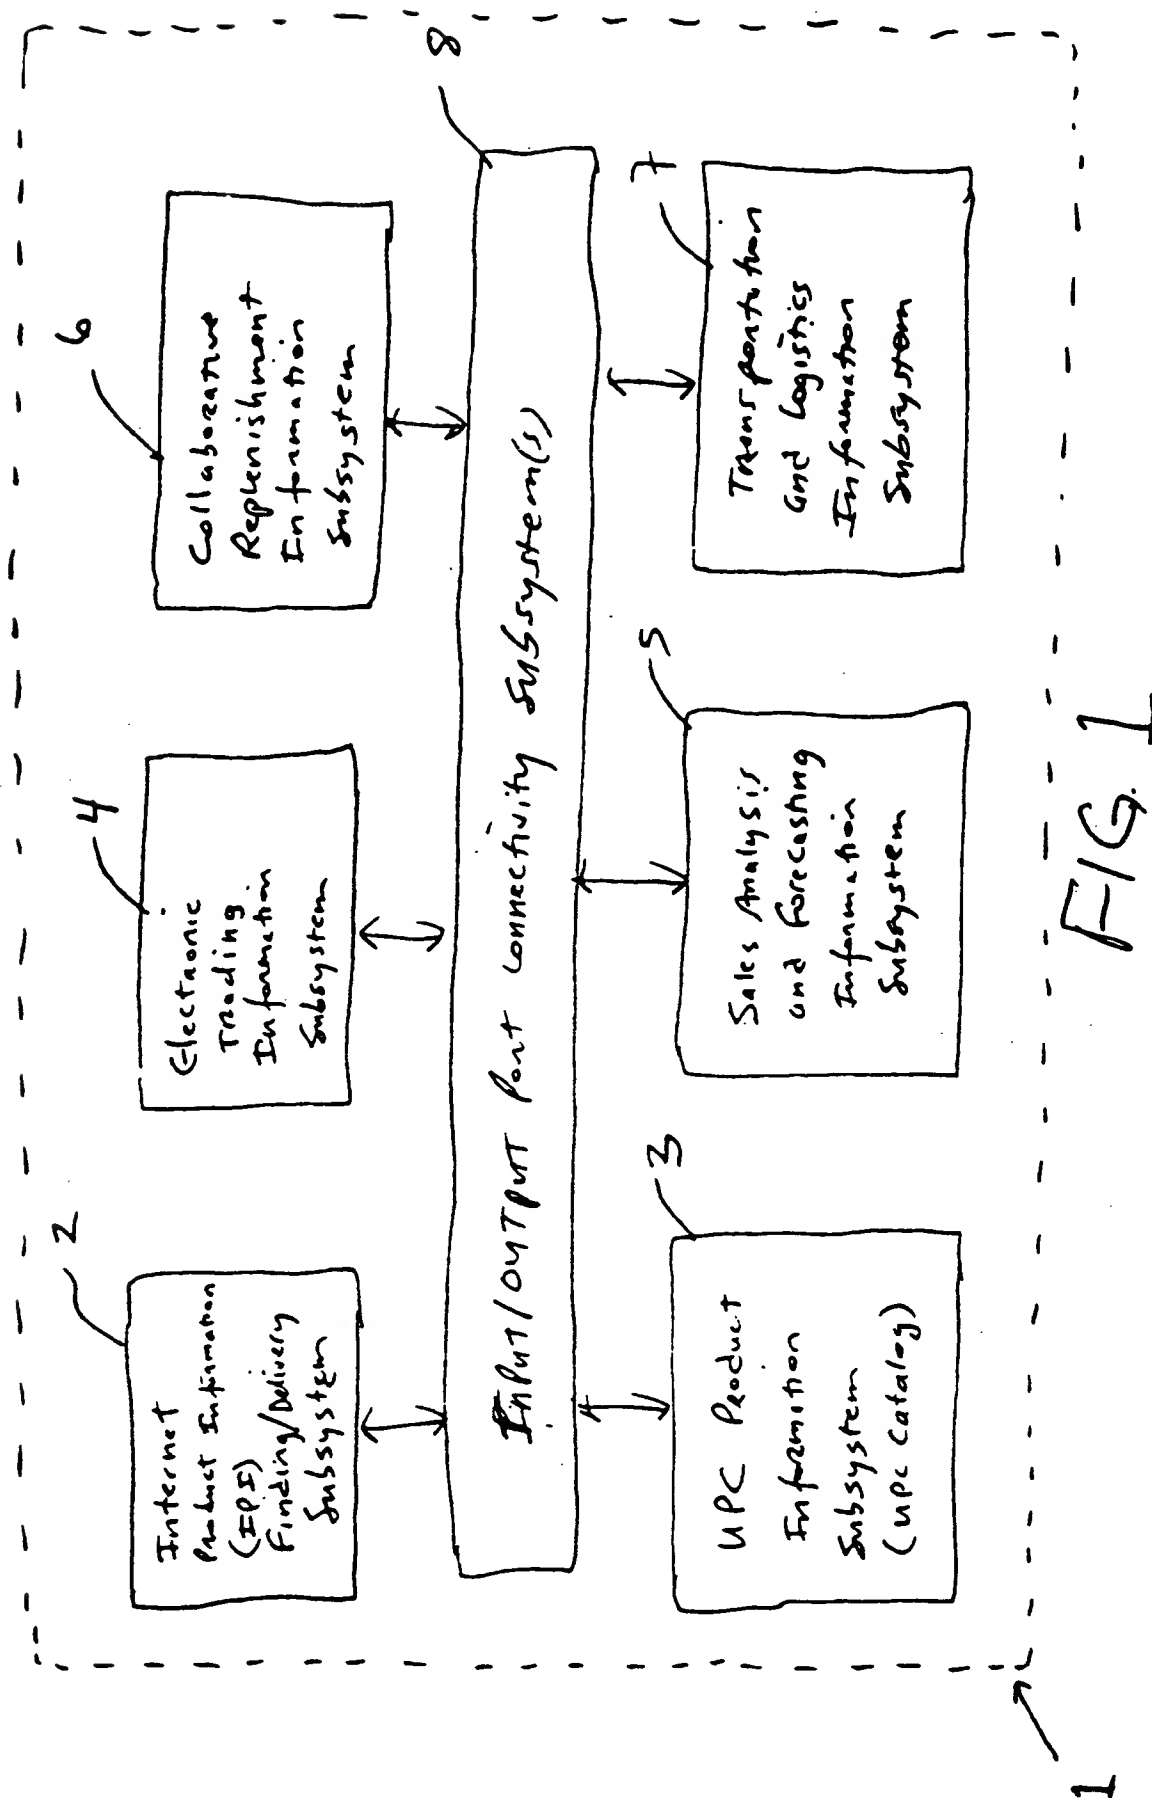 2
Internet
Product Information
(IPI)
Finding/Delivery
Subsystem
4
Electronic
Trading
Information
Subsystem
6
Collaborative
Replenishment
Information
Subsystem
8
Input/Output Port Connectivity Subsystem(s)
3
UPC Product
Information
Subsystem
(UPC Catalog)
5
Sales Analysis
and Forecasting
Information
Subsystem
7
Transportation
and Logistics
Information
Subsystem
1
FIG. 1